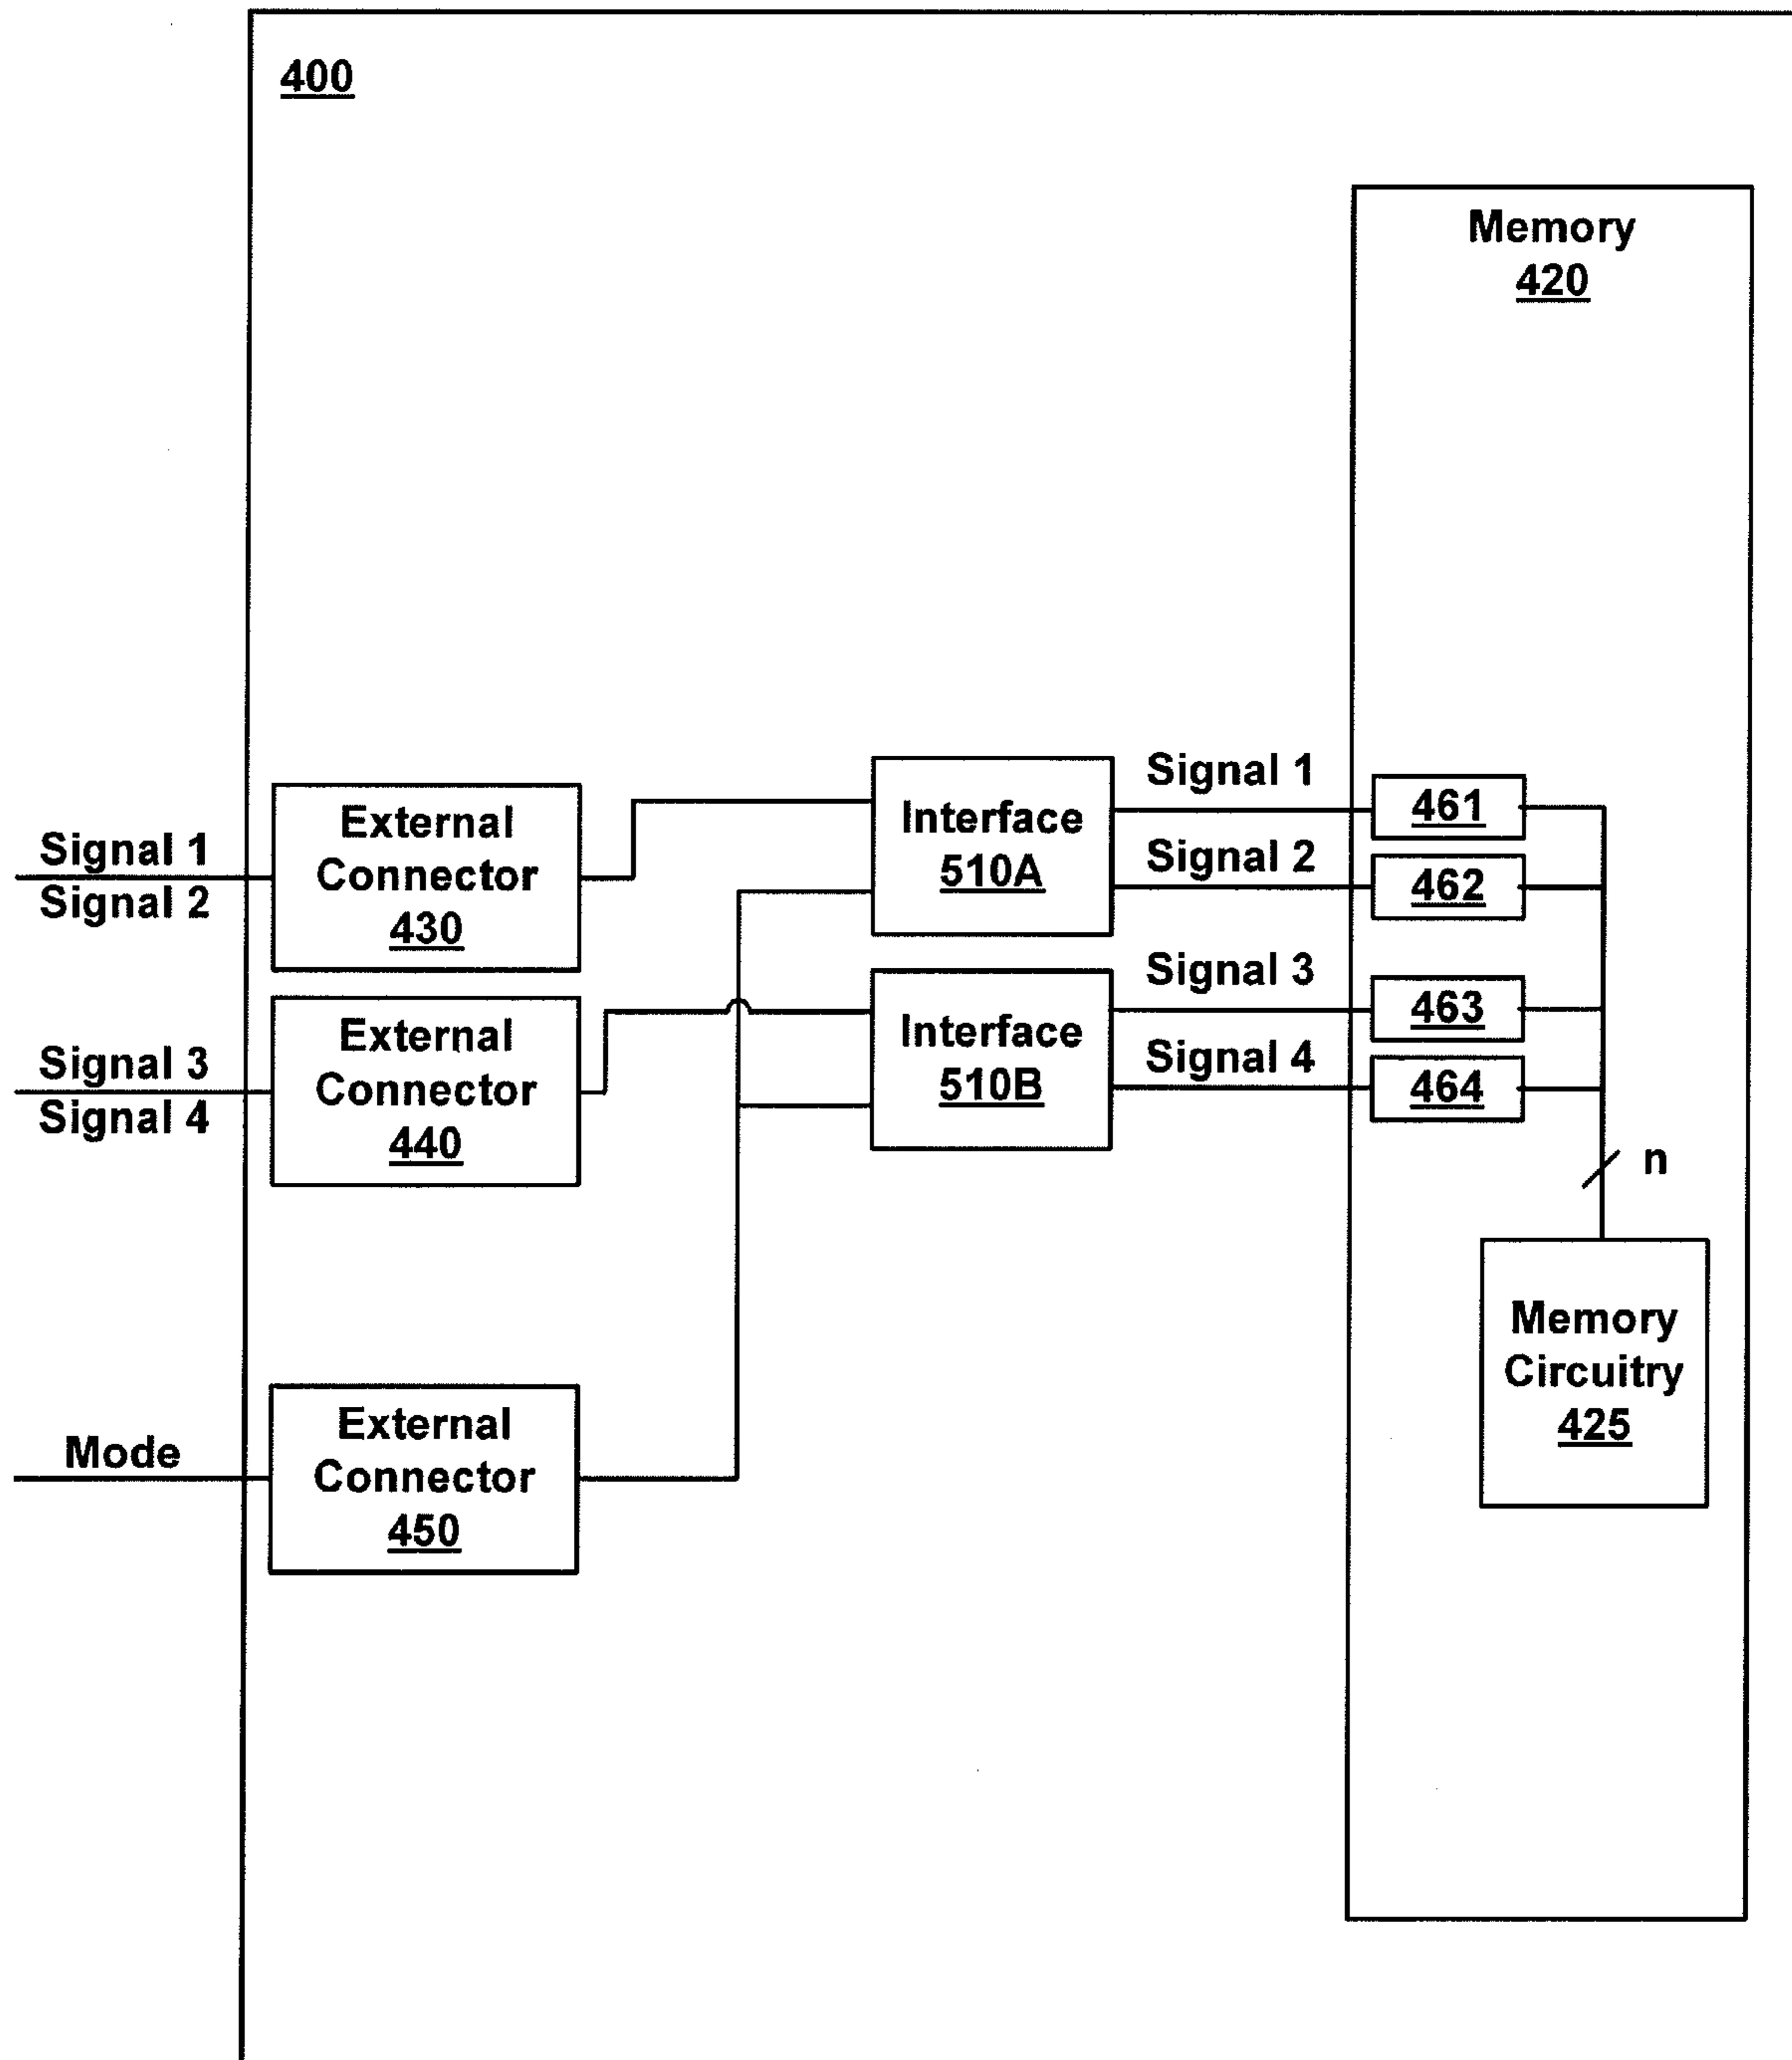 400
Memory
420
Signal 1
Signal 2
External
Connector
430
Interface
510A
Signal 1
Signal 2
461
462
Signal 3
Signal 4
External
Connector
440
Interface
510B
Signal 3
Signal 4
463
464
n
Memory
Circuitry
425
Mode
External
Connector
450